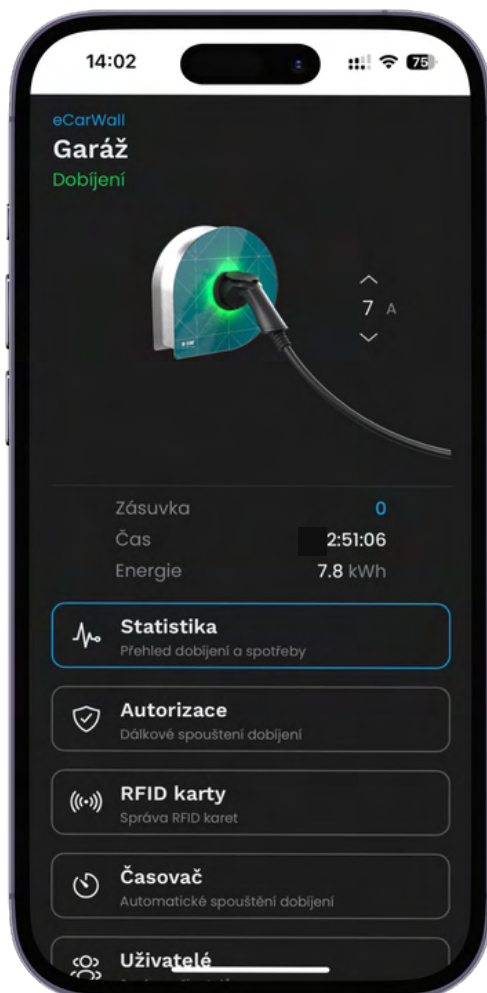 14:02
75
eCarWall
Garáž
Dobíjení
7 A
Zásuvka 0
Čas 2:51:06
Energie 7.8 kWh
Statistika
Přehled dobíjení a spotřeby
Autorizace
Dálkové spouštení dobíjení
RFID karty
Správa RFID karet
Časovač
Automatické spouštění dobíjení
Uživatelé